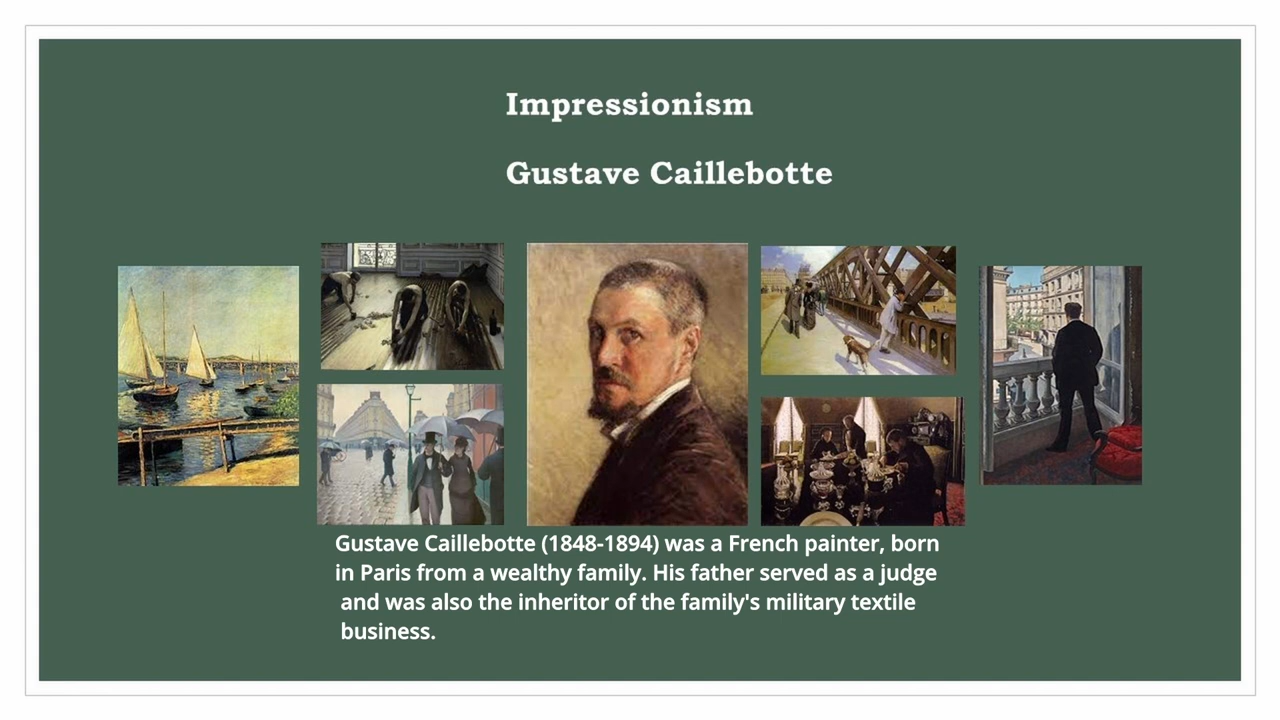 Impressionism
Gustave Caillebotte
Gustave Caillebotte (1848-1894) was a French painter, born
in Paris from a wealthy family. His father served as a judge
and was also the inheritor of the family's military textile
business.